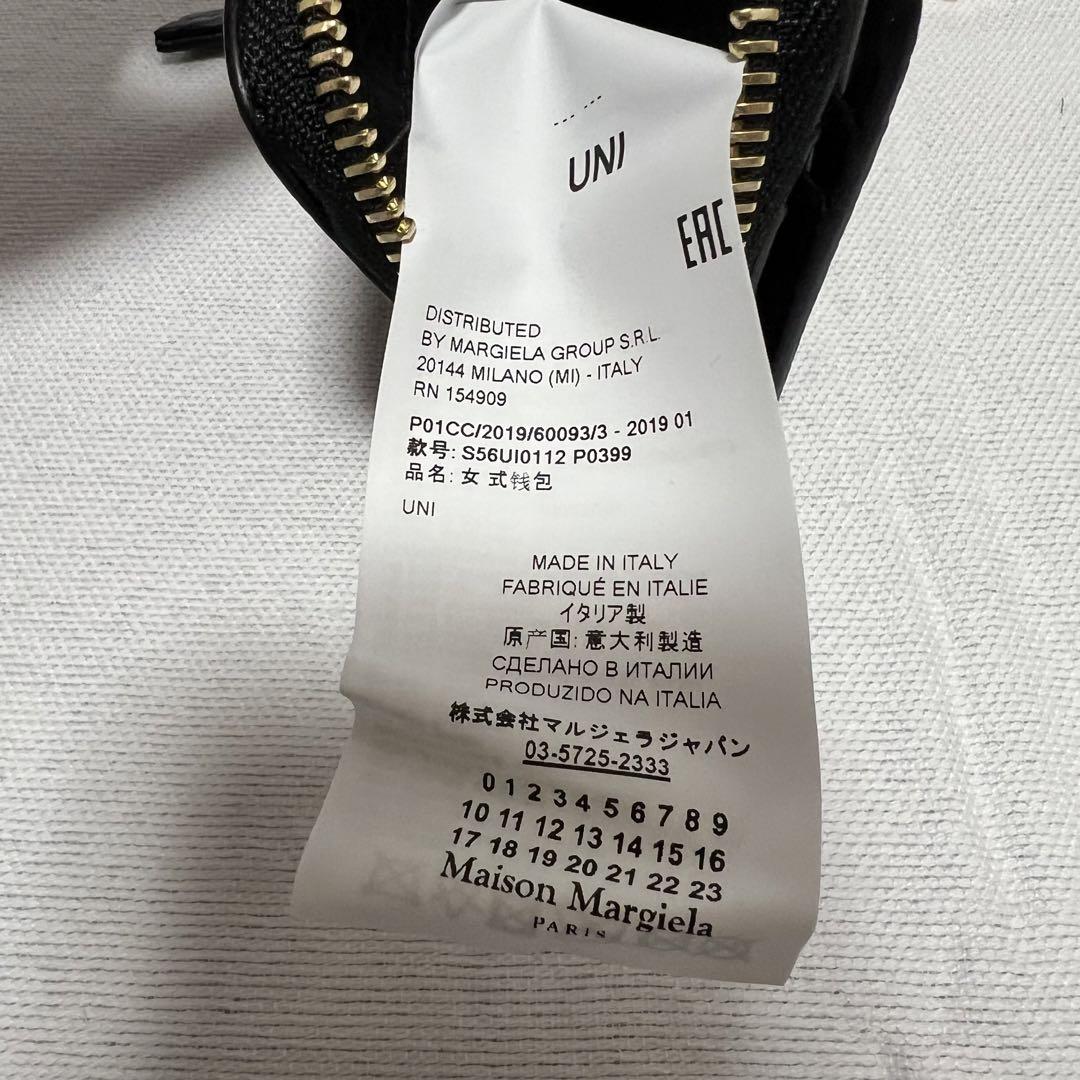 UNI
EAC
DISTRIBUTED
BY MARGIELA GROUP S.R.L.
20144 MILANO (MI) - ITALY
RN 154909
P01CC/2019/60093/3 - 2019 01
款号: S56UI0112 P0399
品名: 女 式钱包
UNI
MADE IN ITALY
FABRIQUÉ EN ITALIE
イタリア製
原产国: 意大利製造
СДЕЛАНО В ИТАЛИИ
PRODUZIDO NA ITALIA
株式会社マルジェラジャパン
03-5725-2333
0 1 2 3 4 5 6 7 8 9
10 11 12 13 14 15 16
17 18 19 20 21 22 23
Maison Margiela
PARIS